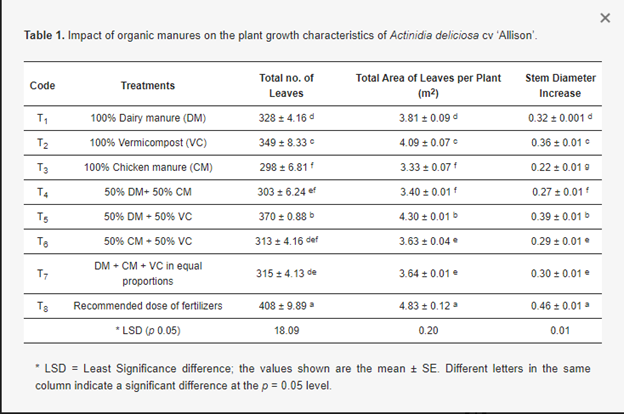 Table 1. Impact of organic manures on the plant growth characteristics of Actinidia deliciosa cv ‘Allison’.
Code Treatments Total no. of Leaves Total Area of Leaves per Plant (m2) Stem Diameter Increase
T1 100% Dairy manure (DM) 328 ± 4.16 d 3.81 ± 0.09 d 0.32 ± 0.001 d
T2 100% Vermicompost (VC) 349 ± 8.33 c 4.09 ± 0.07 c 0.36 ± 0.01 c
T3 100% Chicken manure (CM) 298 ± 6.81 f 3.33 ± 0.07 f 0.22 ± 0.01 g
T4 50% DM+ 50% CM 303 ± 6.24 ef 3.40 ± 0.01 f 0.27 ± 0.01 f
T5 50% DM + 50% VC 370 ± 0.88 b 4.30 ± 0.01 b 0.39 ± 0.01 b
T6 50% CM + 50% VC 313 ± 4.16 def 3.63 ± 0.04 e 0.29 ± 0.01 e
T7 DM + CM + VC in equal proportions 315 ± 4.13 de 3.64 ± 0.01 e 0.30 ± 0.01 e
T8 Recommended dose of fertilizers 408 ± 9.89 a 4.83 ± 0.12 a 0.46 ± 0.01 a
* LSD (p 0.05) 18.09 0.20 0.01
* LSD = Least Significance difference; the values shown are the mean ± SE. Different letters in the same
column indicate a significant difference at the p = 0.05 level.